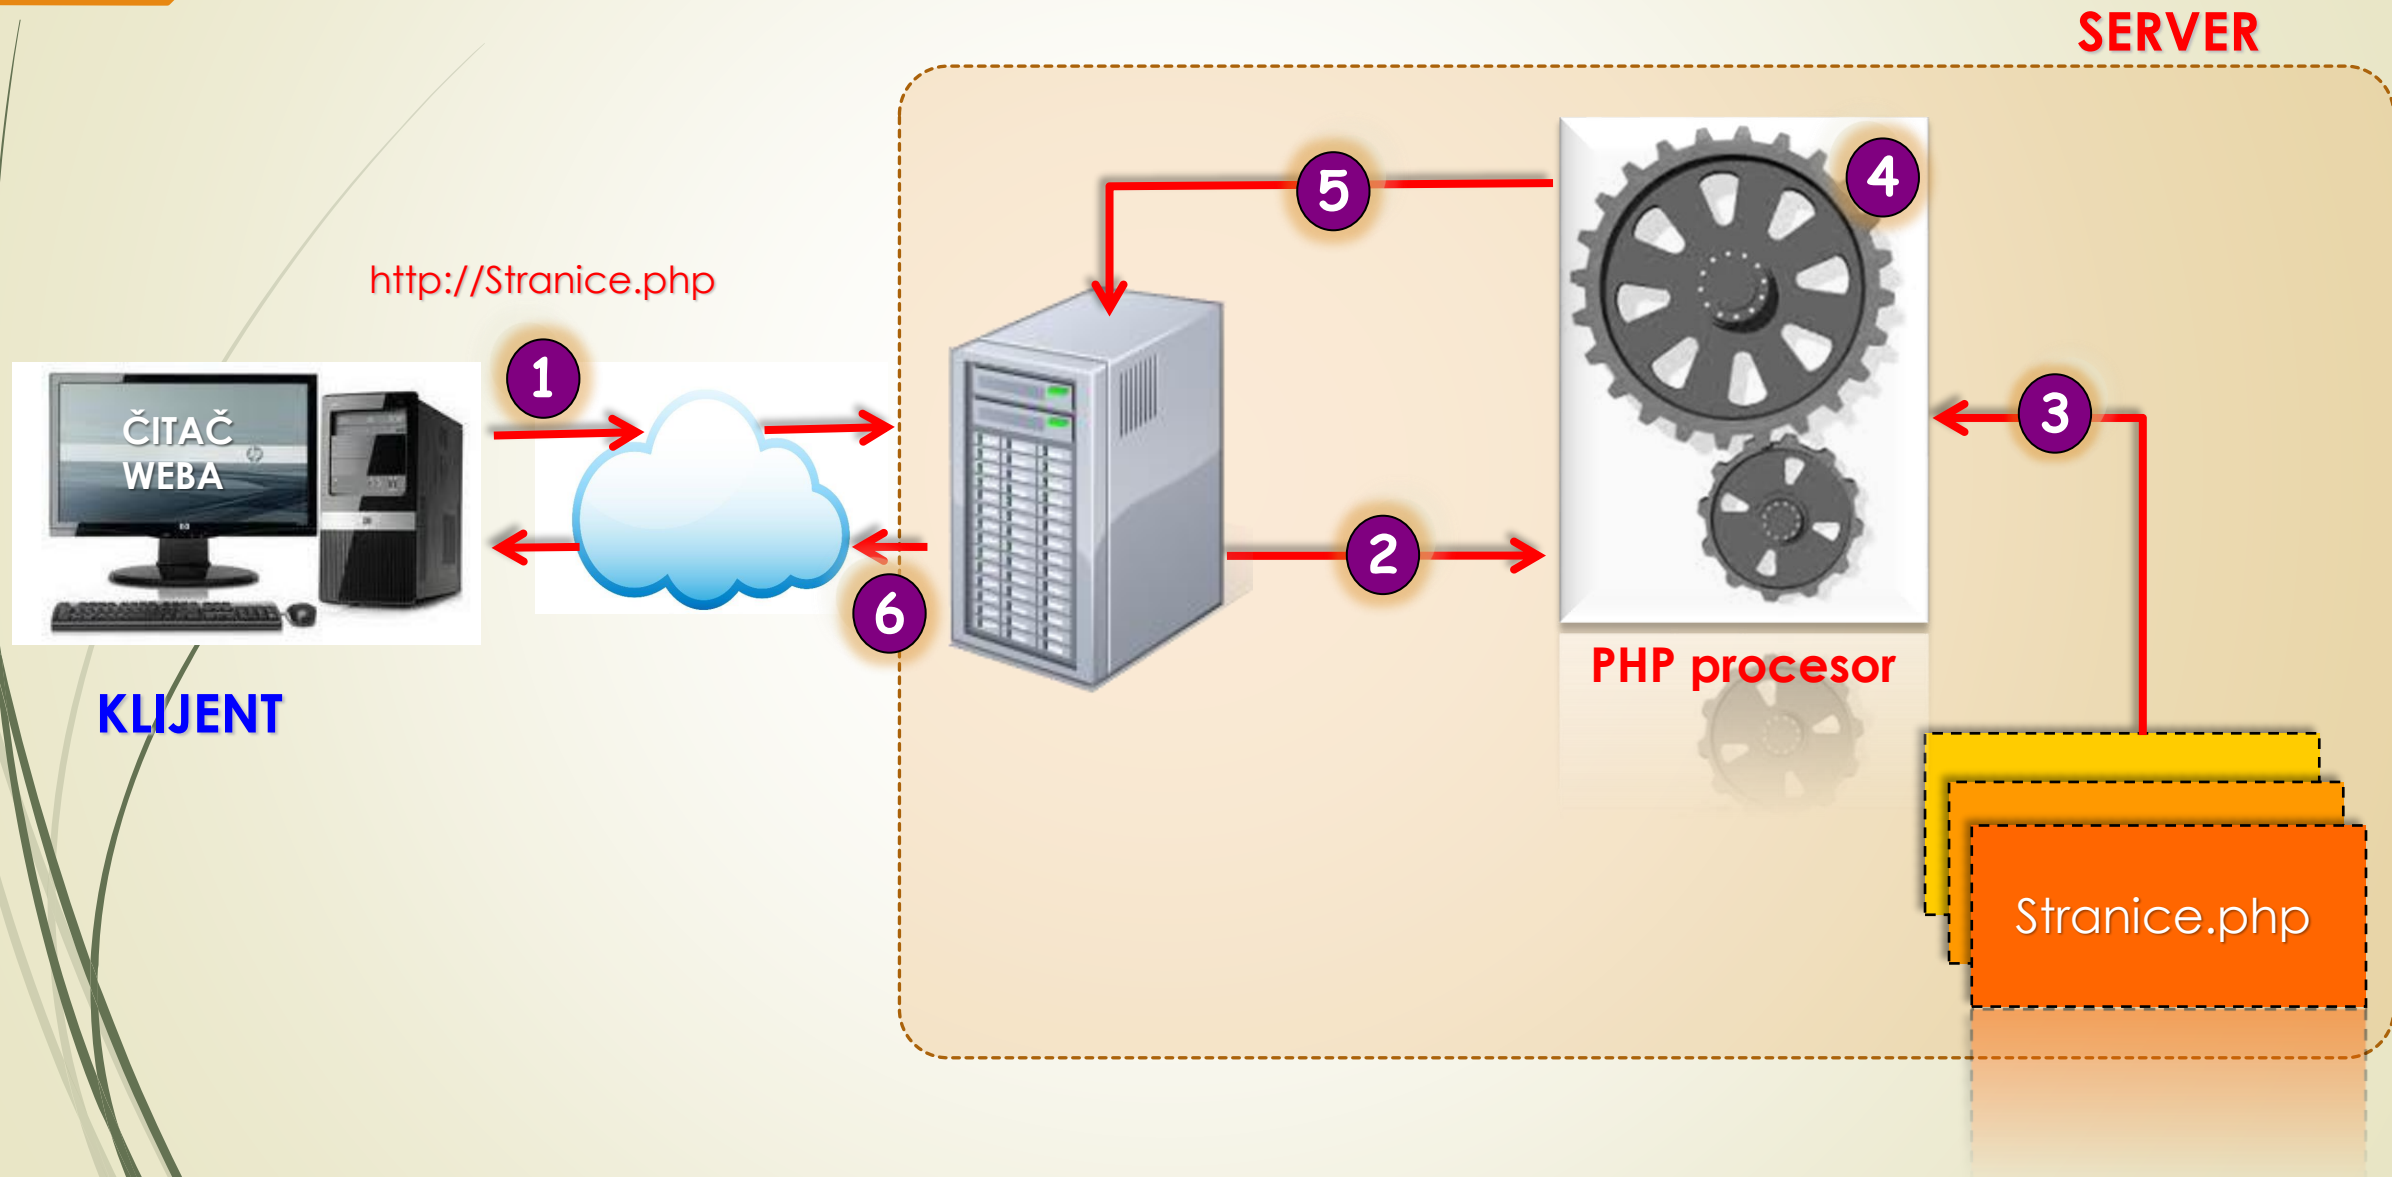 SERVER
5
4
http://Stranice.php
1
3
ČITAČ
WEBA
2
6
PHP procesor
KLIJENT
Stranice.php